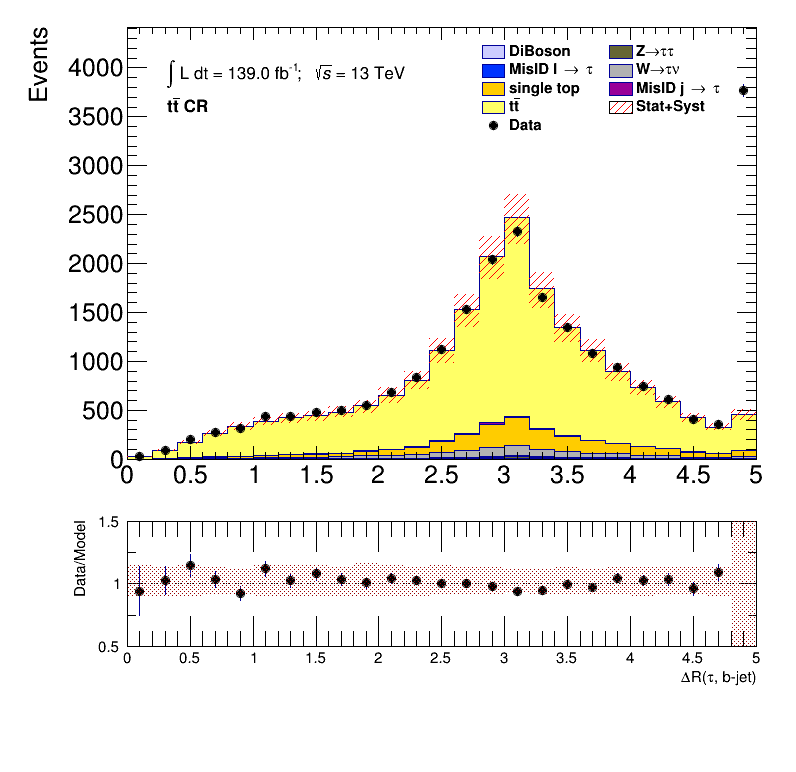 Events
4000
3500
3000
2500
2000
1500
1000
500
0
∫ L dt = 139.0 fb⁻¹; √s = 13 TeV
tt̄ CR
DiBoson
MisID l → τ
single top
tt̄
Data
Z→ττ
W→τν
MisID j → τ
Stat+Syst
0 0.5 1 1.5 2 2.5 3 3.5 4 4.5 5
Data/Model
1.5
1
0.5
0 0.5 1 1.5 2 2.5 3 3.5 4 4.5 5
ΔR(τ, b-jet)